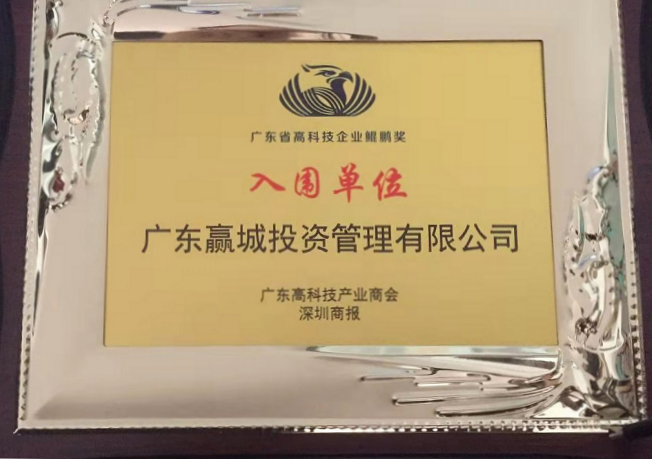 广东省高科技企业鲲鹏奖
入围单位
广东赢城投资管理有限公司
广东高科技产业商会
深圳商报